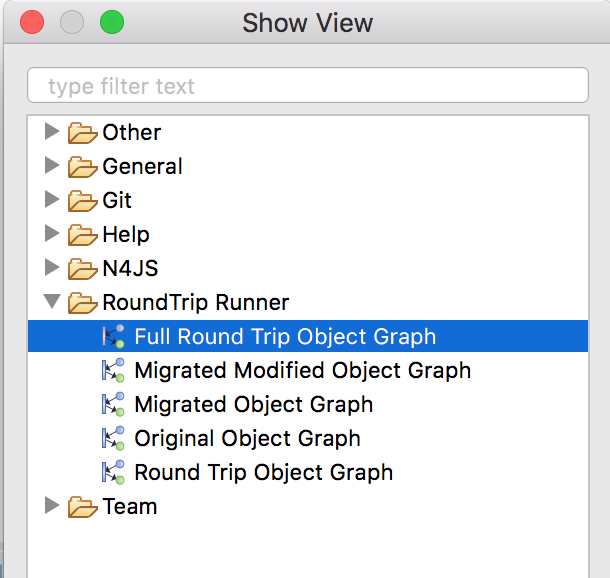 Show View
type filter text
Other
General
Git
Help
N4JS
RoundTrip Runner
Full Round Trip Object Graph
Migrated Modified Object Graph
Migrated Object Graph
Original Object Graph
Round Trip Object Graph
Team